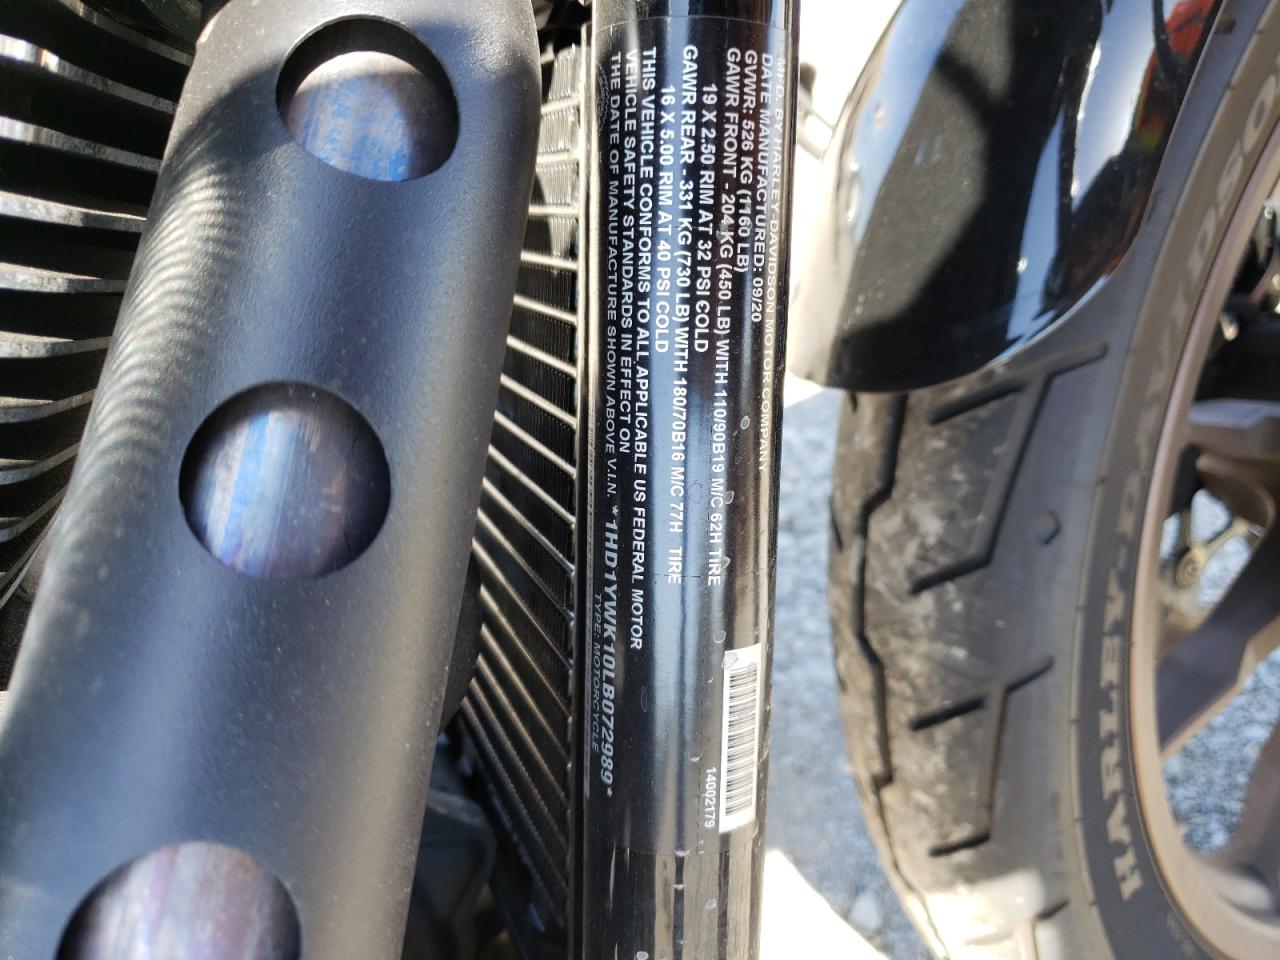 MFD. BY HARLEY-DAVIDSON MOTOR COMPANY
DATE MANUFACTURED: 09/20
GVWR: 526 KG (1160 LB)
GAWR FRONT - 204 KG (450 LB) WITH 110/90B19 M/C 62H TIRE
19 X 2.50 RIM AT 32 PSI COLD
GAWR REAR - 331 KG (730 LB) WITH 180/70B16 M/C 77H TIRE
16 X 5.00 RIM AT 40 PSI COLD
THIS VEHICLE CONFORMS TO ALL APPLICABLE US FEDERAL MOTOR
VEHICLE SAFETY STANDARDS IN EFFECT ON
THE DATE OF MANUFACTURE SHOWN ABOVE V.I.N. *1HD1YWK10LB072989*
TYPE: MOTORCYCLE
14002179
HARLEY-DAVIDSON